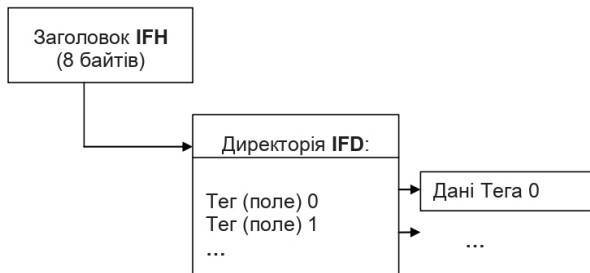 Заголовок IFH
(8 байтів)
Директорія IFD:
Тег (поле) 0
Дані Тега 0
Тег (поле) 1
...
...